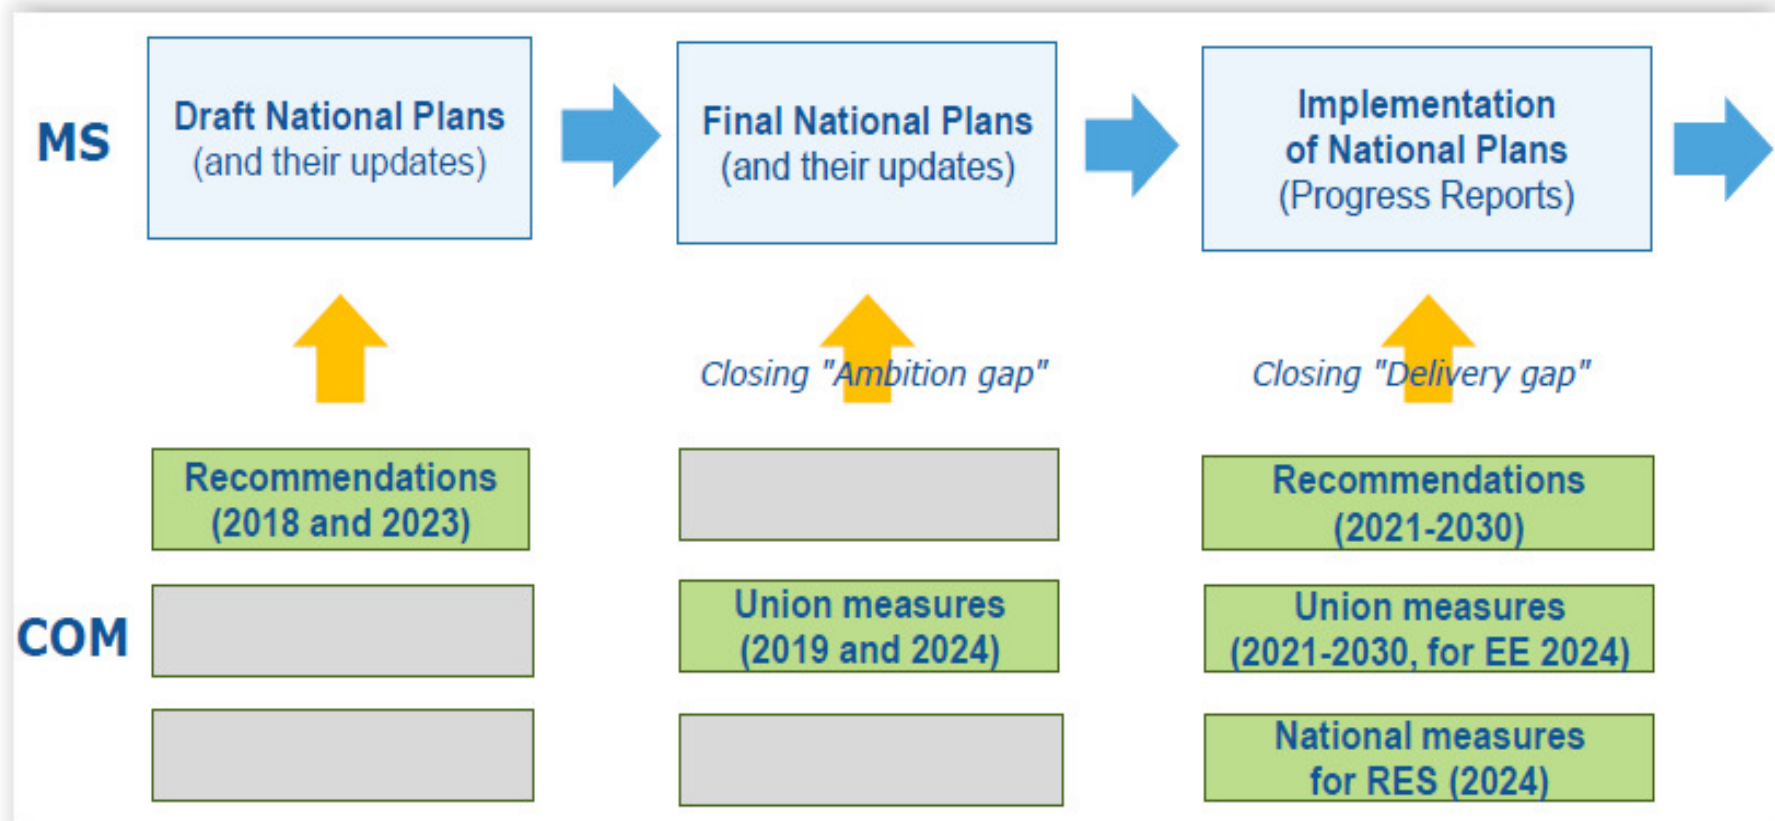 MS
Draft National Plans
(and their updates)
Final National Plans
(and their updates)
Implementation
of National Plans
(Progress Reports)
Closing "Ambition gap"
Closing "Delivery gap"
COM
Recommendations
(2018 and 2023)
Recommendations
(2021-2030)
Union measures
(2019 and 2024)
Union measures
(2021-2030, for EE 2024)
National measures
for RES (2024)